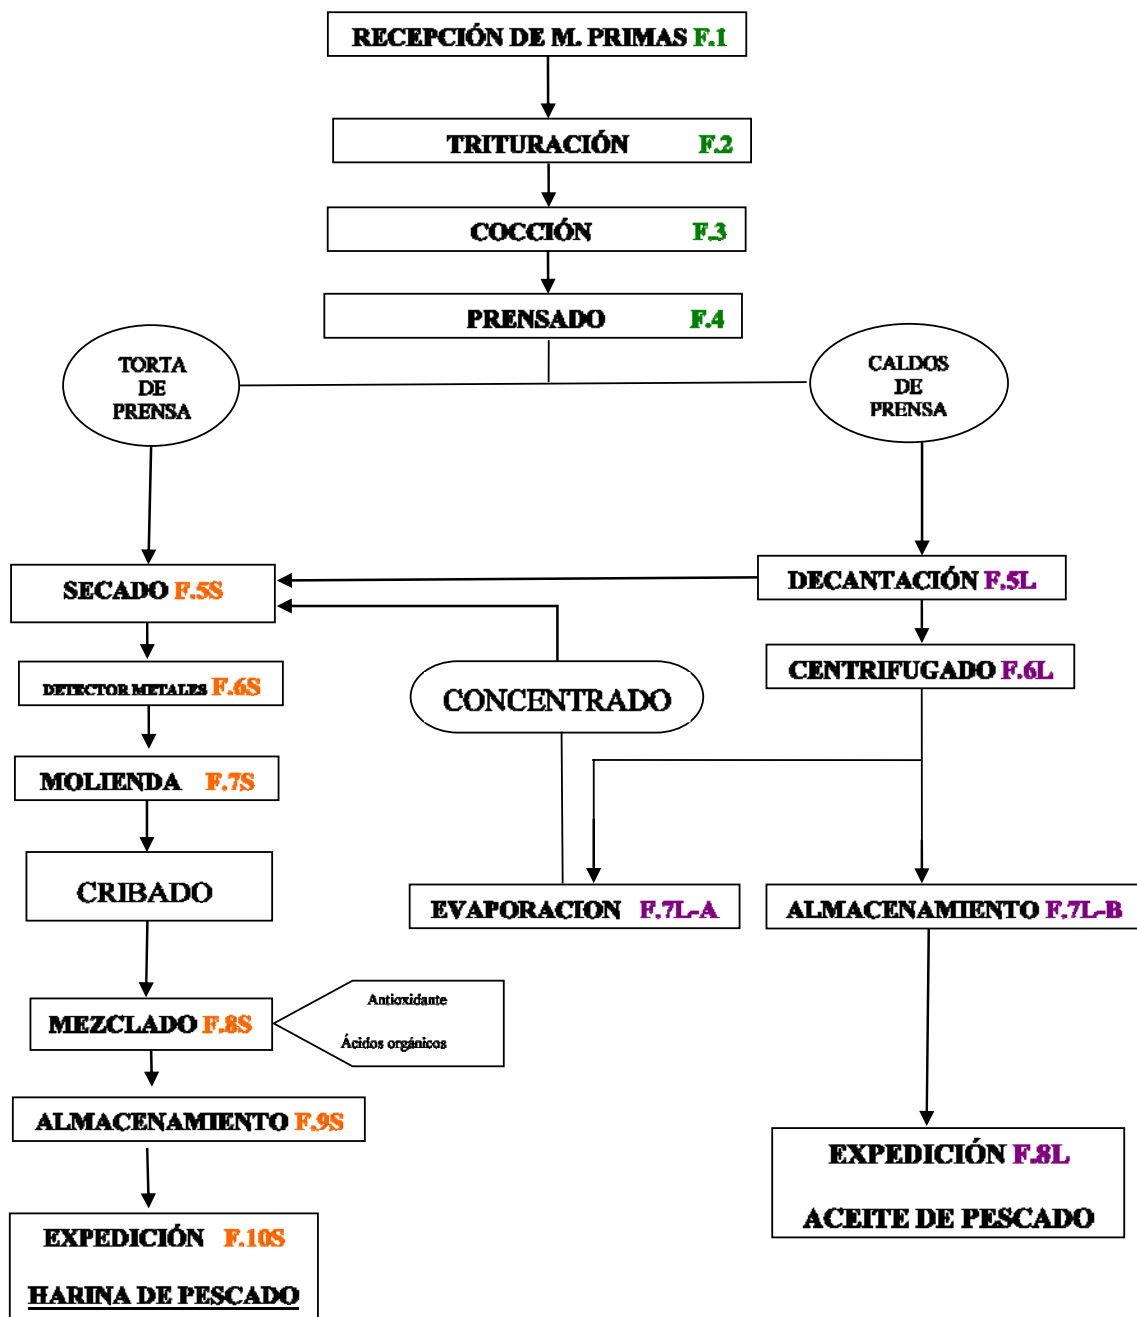 RECEPCIÓN DE M. PRIMAS F.1
TRITURACIÓN F.2
COCCIÓN F.3
PRENSADO F.4
TORTA
DE
PRENSA
CALDOS
DE
PRENSA
SECADO F.5S
DECANTACIÓN F.5L
DETECTOR METALES F.6S
CENTRIFUGADO F.6L
CONCENTRADO
MOLIENDA F.7S
CRIBADO
EVAPORACION F.7L-A
ALMACENAMIENTO F.7L-B
MEZCLADO F.8S
Antioxidante
Ácidos orgánicos
ALMACENAMIENTO F.9S
EXPEDICIÓN F.8L
ACEITE DE PESCADO
EXPEDICIÓN F.10S
HARINA DE PESCADO